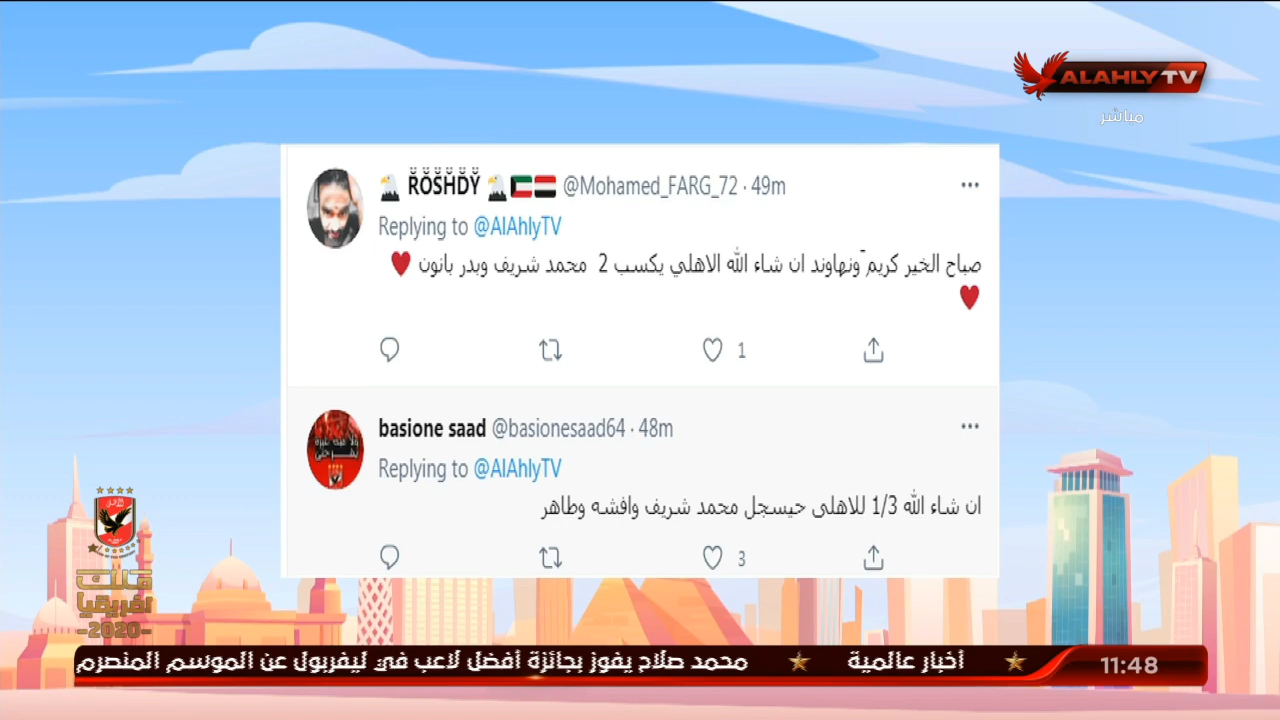 ALAHLY TV
مباشر
RÖSHDY @Mohamed_FARG_72 · 49m
Replying to @AlAhlyTV
صباح الخير كريم ونهاوند ان شاء الله الاهلي يكسب 2 محمد شريف وبدر بانون ♥
♥
1
basione saad @basionesaad64 · 48m
Replying to @AlAhlyTV
ان شاء الله 1/3 للاهلى حيسجل محمد شريف وافشه وطاهر
3
ملك
افريقيا
-2020-
11:48
أخبار عالمية ★ محمد صلاح يفوز بجائزة أفضل لاعب في ليفربول عن الموسم المنصرم